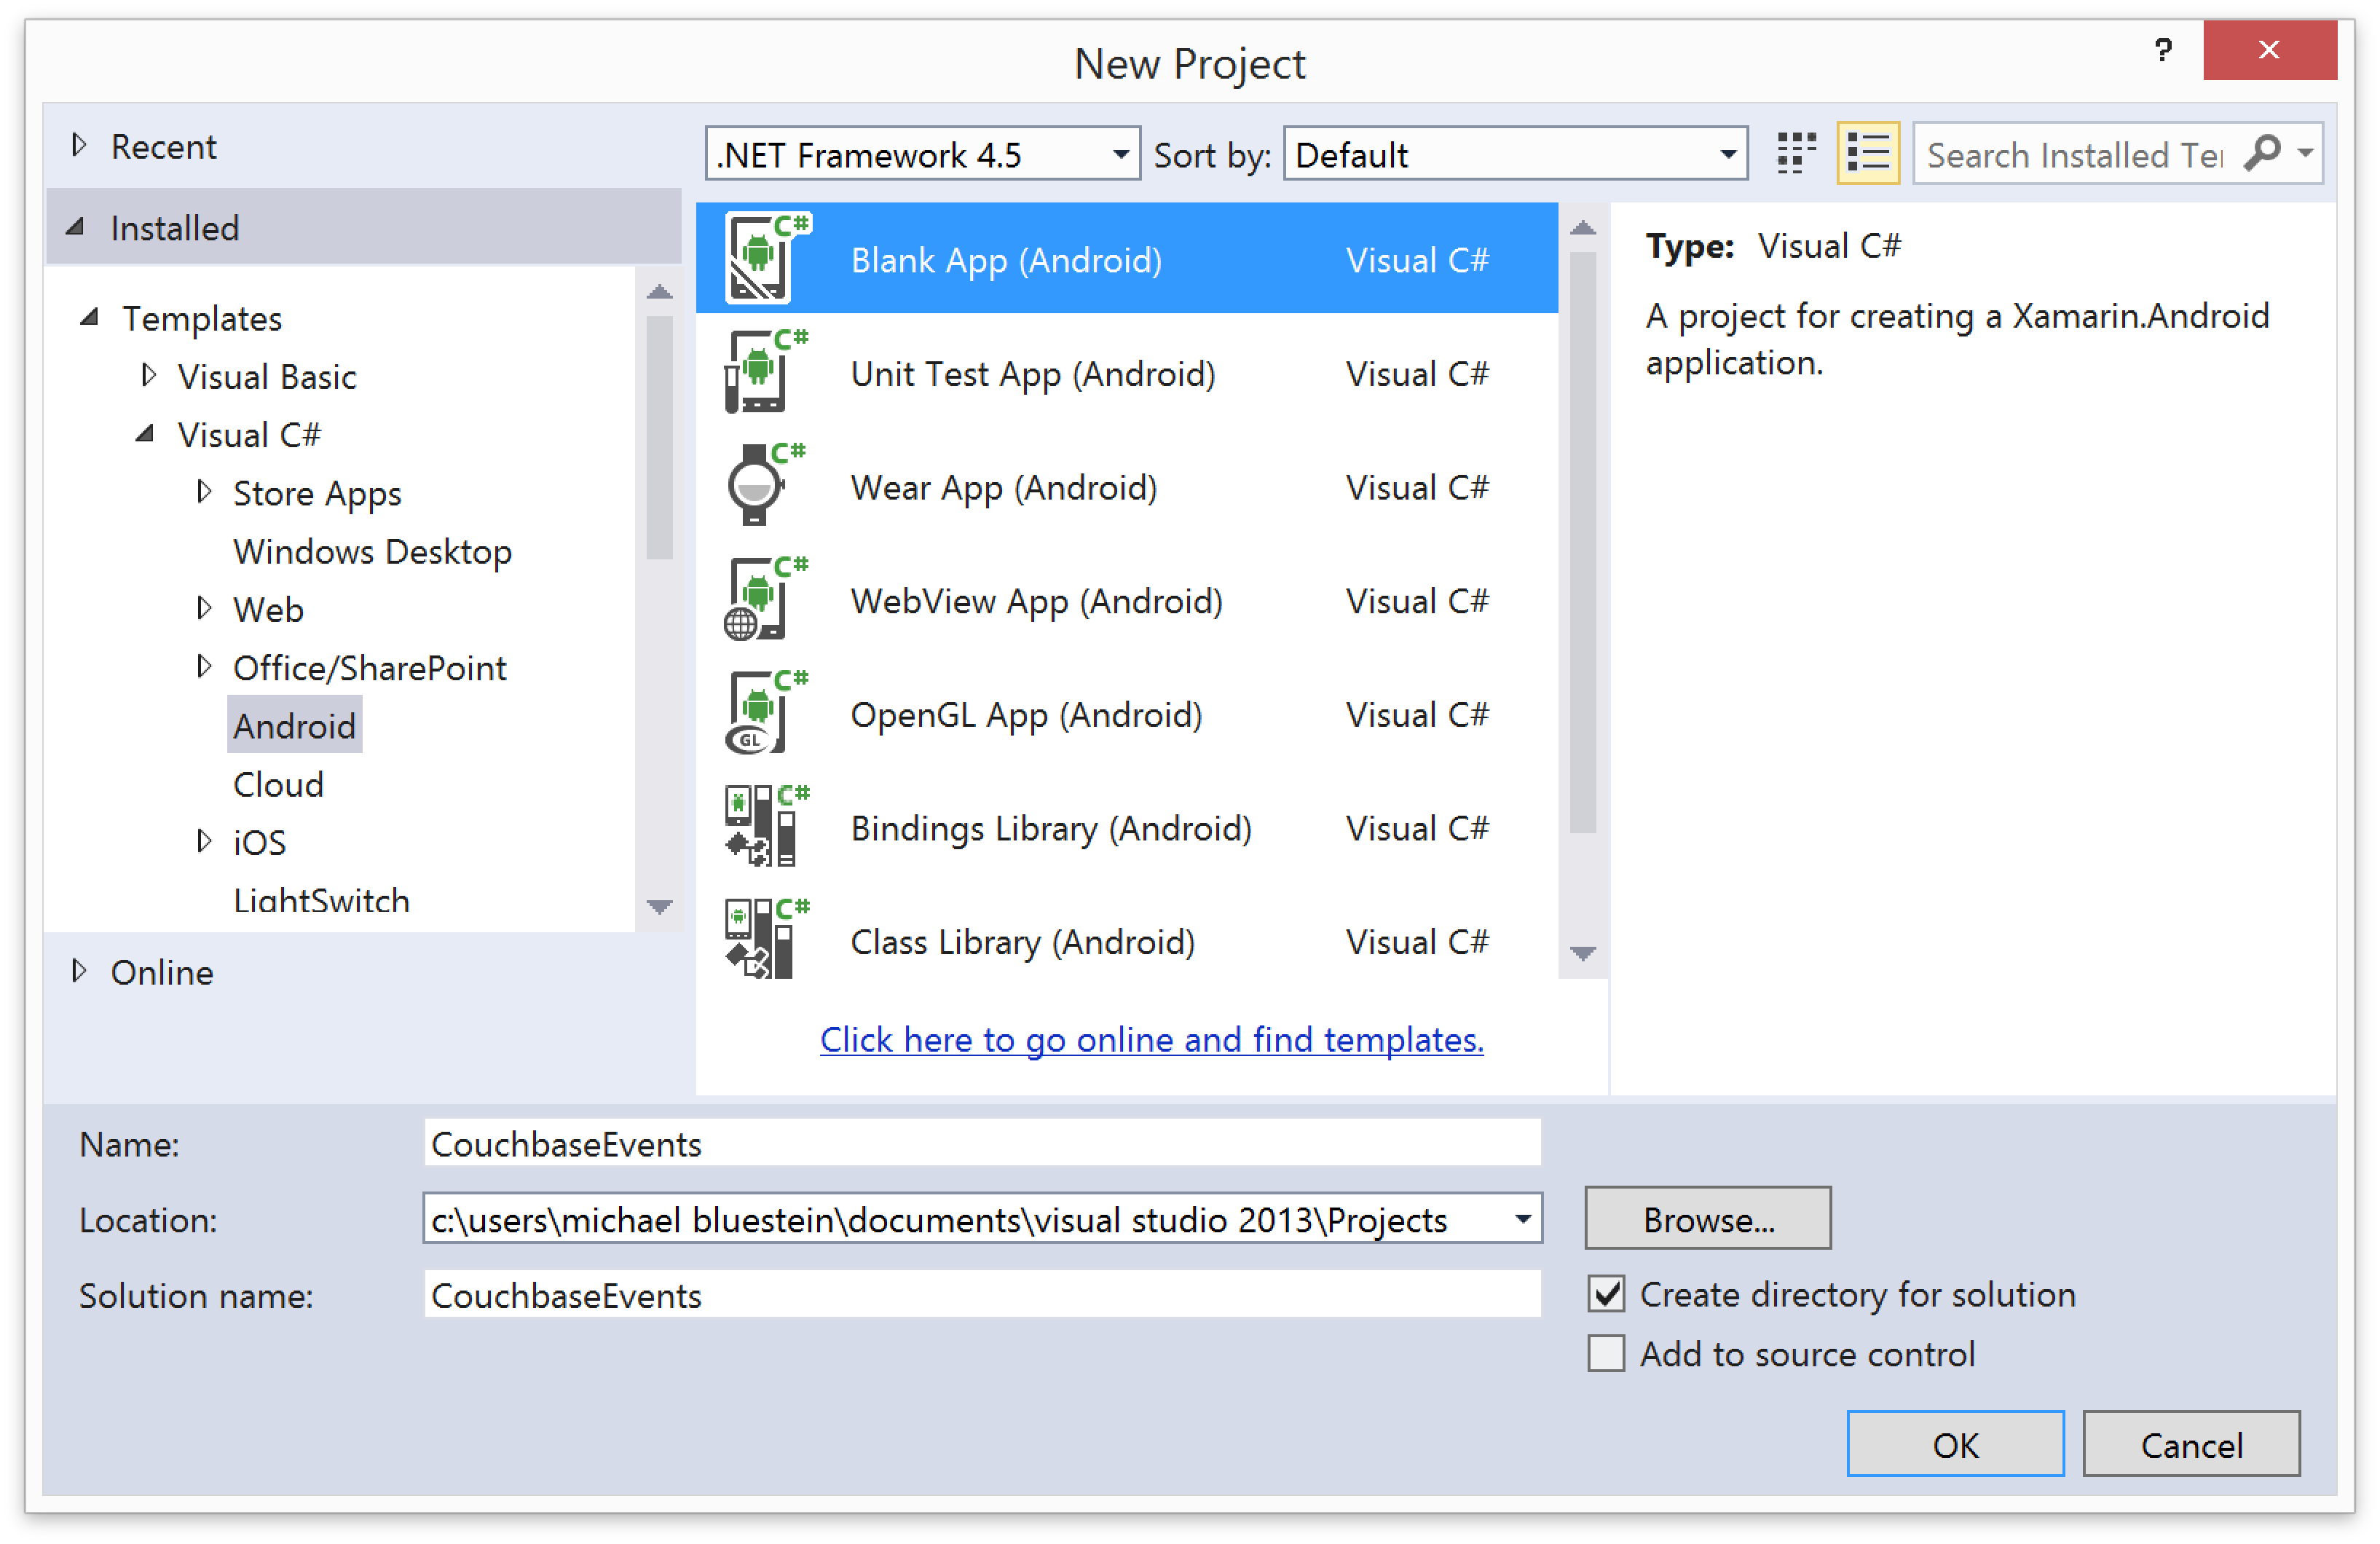 New Project
?
Recent
Installed
Templates
Visual Basic
Visual C#
Store Apps
Windows Desktop
Web
Office/SharePoint
Android
Cloud
iOS
LightSwitch
Online
.NET Framework 4.5
Sort by: Default
Search Installed Te
C# Blank App (Android) Visual C#
C# Unit Test App (Android) Visual C#
C# Wear App (Android) Visual C#
C# WebView App (Android) Visual C#
C# GL OpenGL App (Android) Visual C#
C# Bindings Library (Android) Visual C#
C# Class Library (Android) Visual C#
Click here to go online and find templates.
Type: Visual C#
A project for creating a Xamarin.Android
application.
Name: CouchbaseEvents
Location: c:\users\michael bluestein\documents\visual studio 2013\Projects Browse...
Solution name: CouchbaseEvents
Create directory for solution
Add to source control
OK Cancel